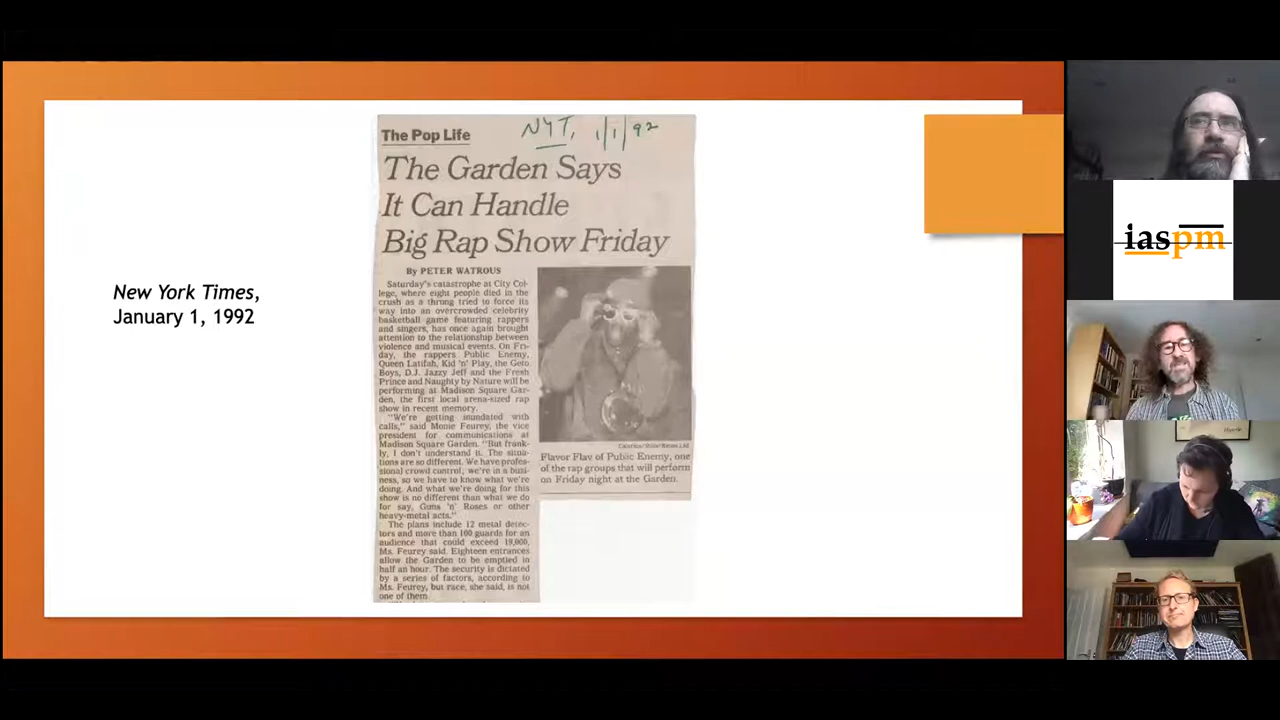 New York Times,
January 1, 1992
The Pop Life
NYT, 1/1/92
The Garden Says
It Can Handle
Big Rap Show Friday
By PETER WATROUS
Saturday's catastrophe at City Col-
lege, where eight people died in the
crush as a throng tried to force its
way into an overcrowded celebrity
basketball game featuring rappers
and singers, has once again brought
attention to the relationship between
violence and musical events. On Fri-
day, the rappers Public Enemy,
Queen Latifah, Kid 'n' Play, the Geto
Boys, D.J. Jazzy Jeff and the Fresh
Prince and Naughty by Nature will be
performing at Madison Square Gar-
den, the first local arena-sized rap
show in recent memory.
"We're getting inundated with
calls," said Monie Feurey, the vice
president for communications at
Madison Square Garden. "But frank-
ly, I don't understand it. The situa-
tions are so different. We have profes-
sional crowd control; we're in a busi-
ness, so we have to know what we're
doing. And what we're doing for this
show is no different than what we do
for say, Guns 'n' Roses or other
heavy-metal acts."
The plans include 12 metal detec-
tors and more than 100 guards for an
audience that could exceed 19,000,
Ms. Feurey said. Eighteen entrances
allow the Garden to be emptied in
half an hour. The security is dictated
by a series of factors, according to
Ms. Feurey, but race, she said, is not
one of them.
Flavor Flav of Public Enemy, one
of the rap groups that will perform
on Friday night at the Garden.
iaspm